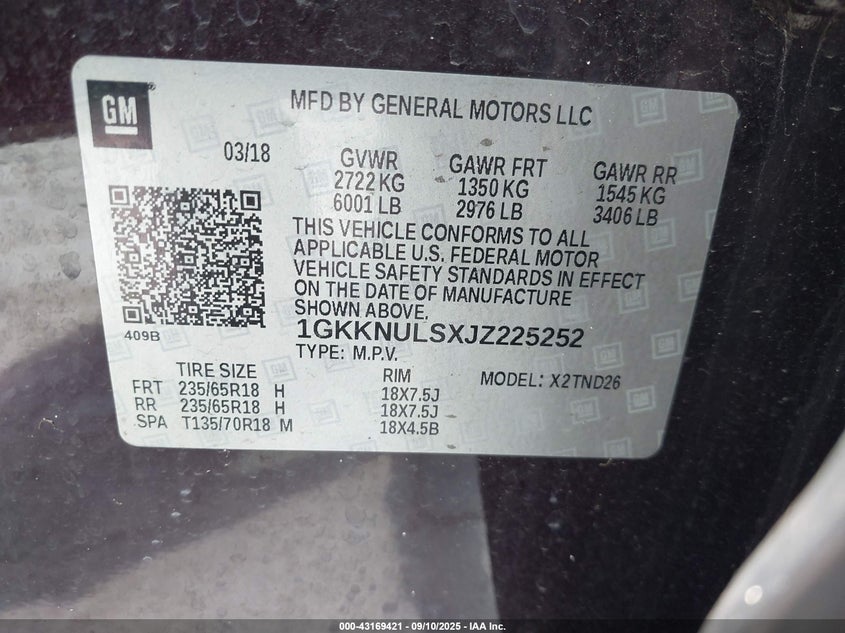 GM
MFD BY GENERAL MOTORS LLC
03/18
GVWR
2722 KG
6001 LB
GAWR FRT
1350 KG
2976 LB
GAWR RR
1545 KG
3406 LB
THIS VEHICLE CONFORMS TO ALL
APPLICABLE U.S. FEDERAL MOTOR
VEHICLE SAFETY STANDARDS IN EFFECT
ON THE DATE OF MANUFACTURE
SHOWN ABOVE.
409B
1GKKNULSXJZ225252
TYPE: M.P.V.
MODEL: X2TND26
TIRE SIZE
RIM
FRT 235/65R18 H 18X7.5J
RR 235/65R18 H 18X7.5J
SPA T135/70R18 M 18X4.5B
000-43169421 - 09/10/2025 - IAA Inc.